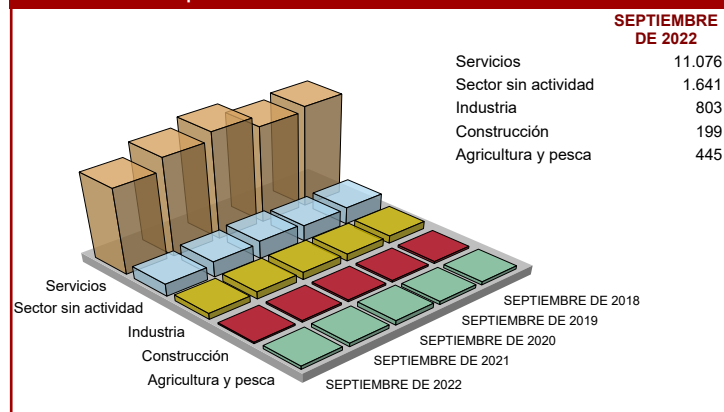 SEPTIEMBRE
DE 2022
Servicios 11.076
Sector sin actividad 1.641
Industria 803
Construcción 199
Agricultura y pesca 445
Servicios
Sector sin actividad
Industria
Construcción
Agricultura y pesca
SEPTIEMBRE DE 2018
SEPTIEMBRE DE 2019
SEPTIEMBRE DE 2020
SEPTIEMBRE DE 2021
SEPTIEMBRE DE 2022